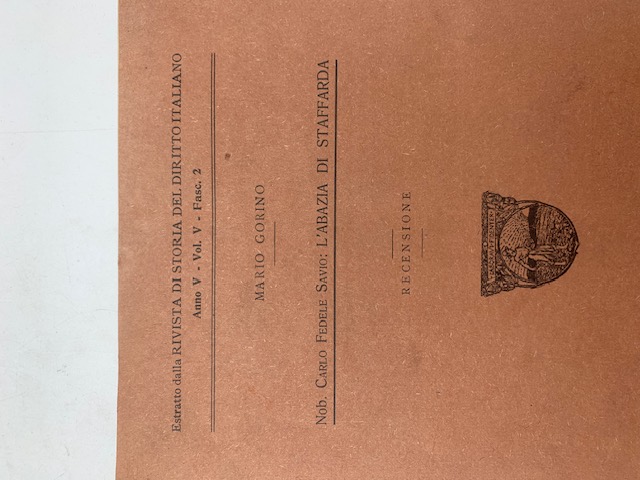 Estratto dalla RIVISTA DI STORIA DEL DIRITTO ITALIANO
Anno V - Vol. V - Fasc. 2
MARIO GORINO
Nob. CARLO FEDELE SAVIO: L'ABAZIA DI STAFFARDA
RECENSIONE